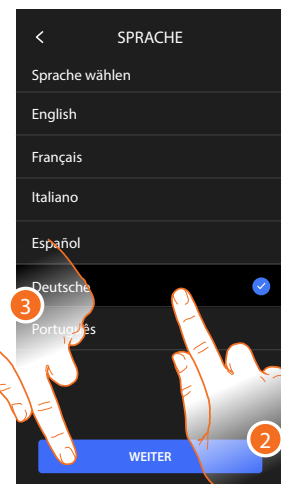 SPRACHE
Sprache wählen
English
Français
Italiano
Español
Deutsche
Português
3
2
WEITER